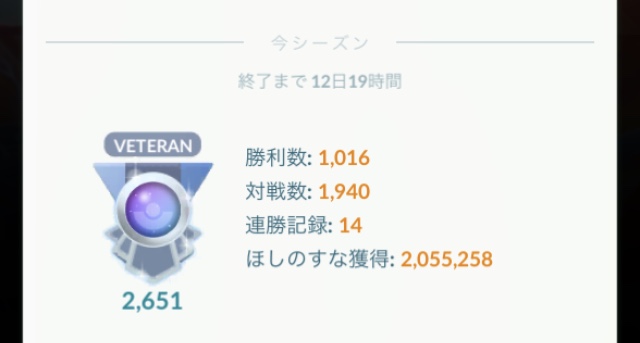 今シーズン
終了まで 12日19時間
VETERAN
勝利数: 1,016
対戦数: 1,940
連勝記録: 14
ほしのすな獲得: 2,055,258
2,651